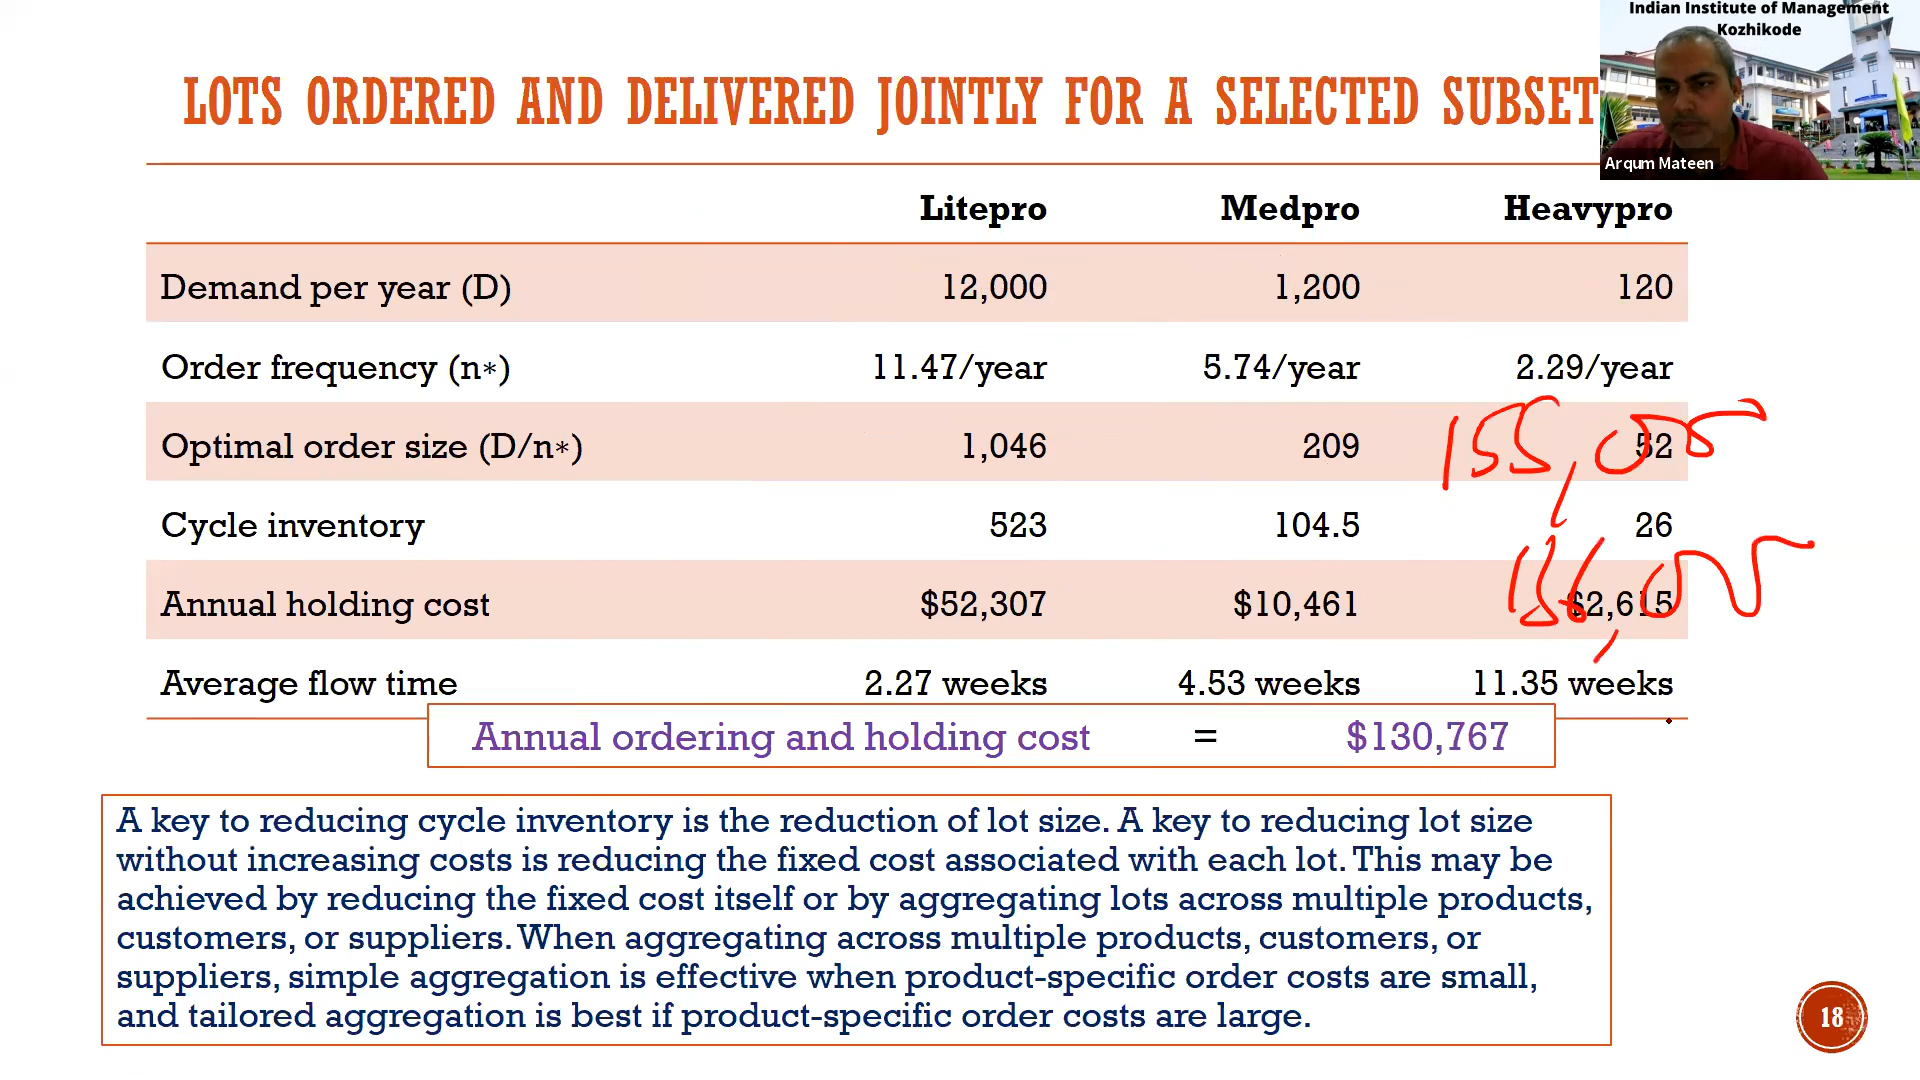 Indian Institute of Management
Kozhikode
LOTS ORDERED AND DELIVERED JOINTLY FOR A SELECTED SUBSET
Arqum Mateen
Litepro Medpro Heavypro
Demand per year (D) 12,000 1,200 120
Order frequency (n*) 11.47/year 5.74/year 2.29/year
155,000
Optimal order size (D/n*) 1,046 209 52
Cycle inventory 523 104.5 26
136,000
Annual holding cost $52,307 $10,461 $2,615
Average flow time 2.27 weeks 4.53 weeks 11.35 weeks
Annual ordering and holding cost = $130,767
A key to reducing cycle inventory is the reduction of lot size. A key to reducing lot size
without increasing costs is reducing the fixed cost associated with each lot. This may be
achieved by reducing the fixed cost itself or by aggregating lots across multiple products,
customers, or suppliers. When aggregating across multiple products, customers, or
suppliers, simple aggregation is effective when product-specific order costs are small,
and tailored aggregation is best if product-specific order costs are large.
18